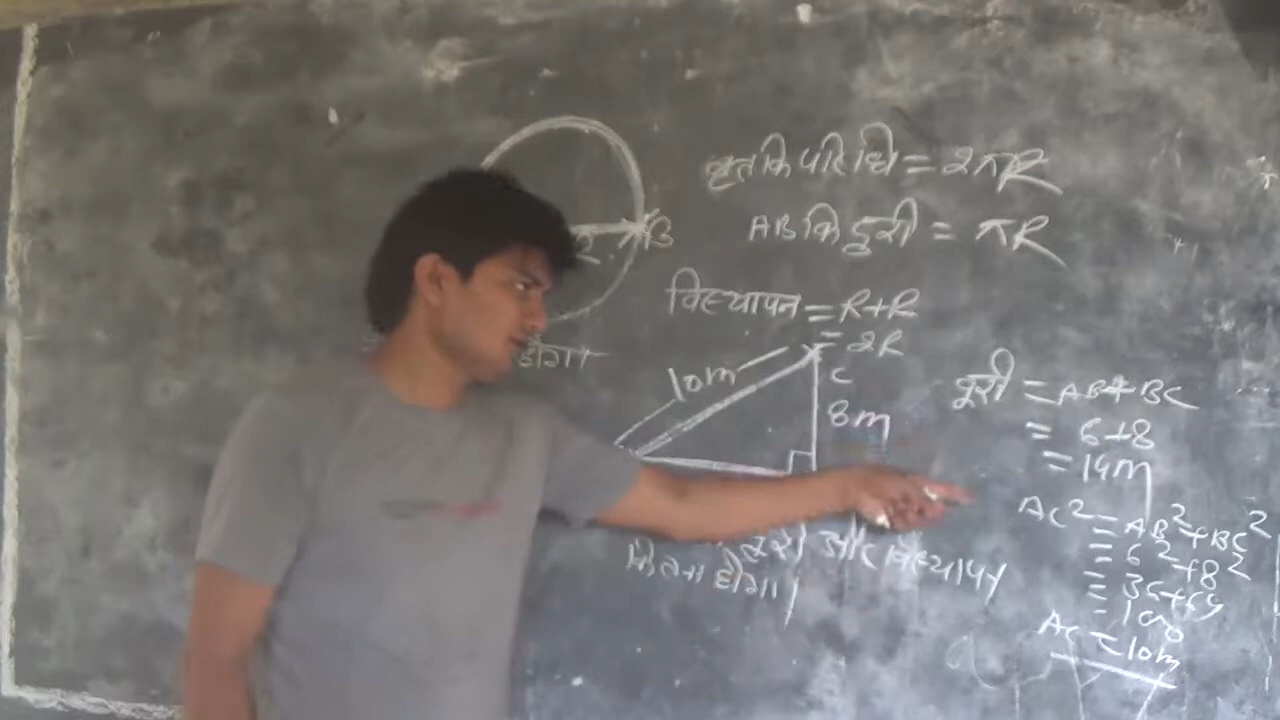 वृत कि परिधि = 2πR
AB कि दुरी = πR
B
R
विस्थापन = R+R
= 2R
होगा
10m
C
8m
दूरी = AB+BC
= 6+8
= 14m
AC² = AB²+BC²
= 6²+8²
= 36+64
= 100
AC = 10m
और विस्थापन
होगा